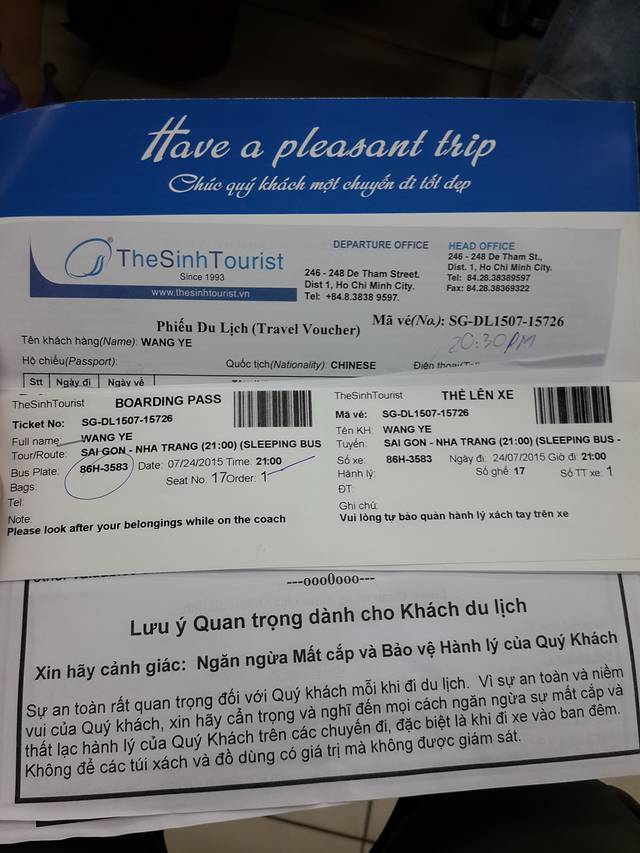 Have a pleasant trip
Chúc quý khách một chuyến đi tốt đẹp
TheSinhTourist
Since 1993
www.thesinhtourist.vn
DEPARTURE OFFICE
246 - 248 De Tham Street.
Dist 1, Ho Chi Minh City.
Tel: +84.8.3838 9597.
HEAD OFFICE
246 - 248 De Tham St.,
Dist. 1, Ho Chi Minh City.
Tel: 84.28.38389597
Fax: 84.28.38369322
Phiếu Du Lịch (Travel Voucher) Mã vé(No.): SG-DL1507-15726
Tên khách hàng(Name): WANG YE
20:30PM
Hộ chiếu(Passport): Quốc tịch(Nationality): CHINESE Điện thoại
Stt Ngày đi Ngày về
TheSinhTourist BOARDING PASS
Ticket No: SG-DL1507-15726
Full name WANG YE
Tour/Route: SAI GON - NHA TRANG (21:00) (SLEEPING BUS
Bus Plate: 86H-3583 Date: 07/24/2015 Time: 21:00
Bags: Seat No: 17 Order: 1
Tel:
Note:
Please look after your belongings while on the coach
TheSinhTourist THẺ LÊN XE
Mã vé: SG-DL1507-15726
Tên KH: WANG YE
Tuyến: SAI GON - NHA TRANG (21:00) (SLEEPING BUS -
Số xe: 86H-3583 Ngày đi: 24/07/2015 Giờ đi: 21:00
Hành lý: Số ghế: 17 Số TT xe: 1
ĐT:
Ghi chú:
Vui lòng tự bảo quản hành lý xách tay trên xe
---ooo0ooo---
Lưu ý Quan trọng dành cho Khách du lịch
Xin hãy cảnh giác: Ngăn ngừa Mất cắp và Bảo vệ Hành lý của Quý Khách
Sự an toàn rất quan trọng đối với Quý khách mỗi khi đi du lịch. Vì sự an toàn và niềm
vui của Quý khách, xin hãy cẩn trọng và nghĩ đến mọi cách ngăn ngừa sự mất cắp và
thất lạc hành lý của Quý Khách trên các chuyến đi, đặc biệt là khi đi xe vào ban đêm.
Không để các túi xách và đồ dùng có giá trị mà không được giám sát.